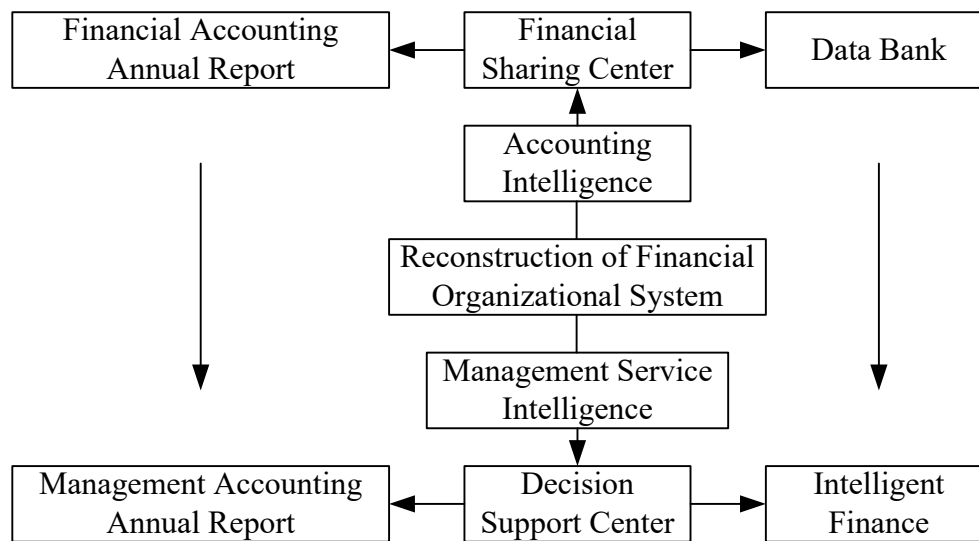 Financial Accounting
Annual Report
Financial
Sharing Center
Data Bank
Accounting
Intelligence
Reconstruction of Financial
Organizational System
Management Service
Intelligence
Management Accounting
Annual Report
Decision
Support Center
Intelligent
Finance